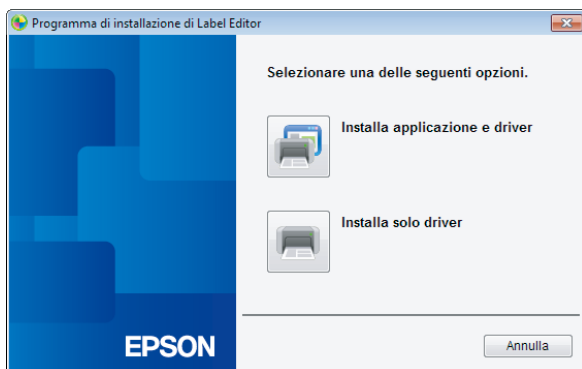 Programma di installazione di Label Editor
Selezionare una delle seguenti opzioni.
Installa applicazione e driver
Installa solo driver
EPSON
Annulla